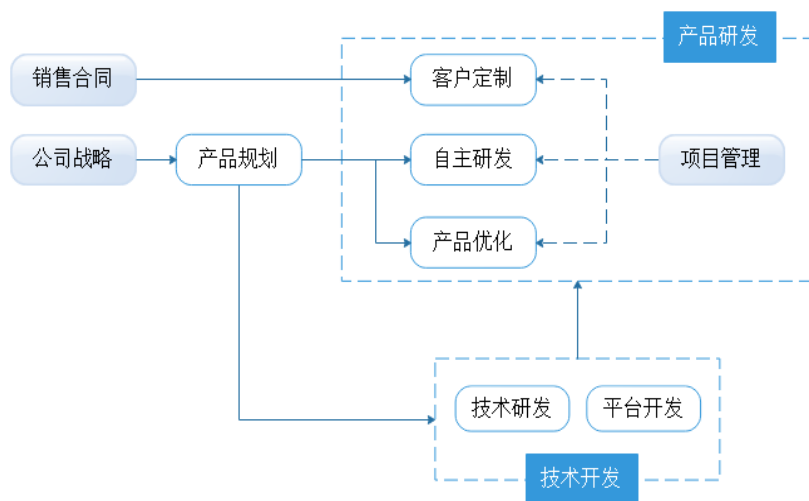 产品研发
销售合同
客户定制
公司战略
产品规划
自主研发
项目管理
产品优化
技术研发
平台开发
技术开发